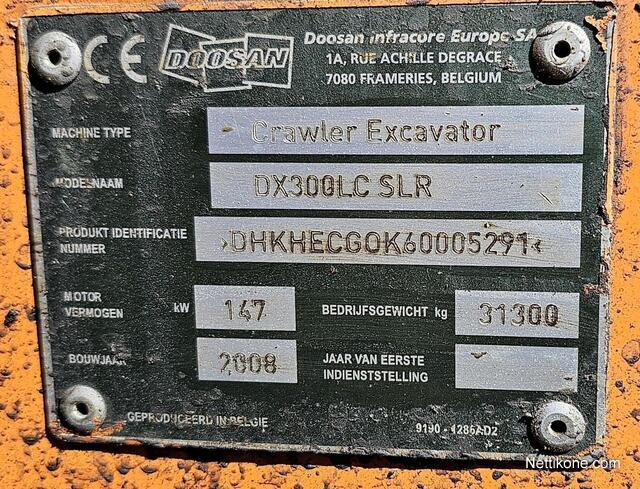 CE DOOSAN Doosan Infracore Europe SA
1A, RUE ACHILLE DEGRACE
7080 FRAMERIES, BELGIUM
MACHINE TYPE Crawler Excavator
MODELNAAM DX300LC SLR
PRODUKT IDENTIFICATIE
NUMMER >DHKHECGOK60005291<
MOTOR
VERMOGEN kW 147 BEDRIJFSGEWICHT kg 31300
BOUWJAAR 2008 JAAR VAN EERSTE
INDIENSTSTELLING
GEPRODUCEERD IN BELGIE 9190 - 4286AD2
Nettikone.com